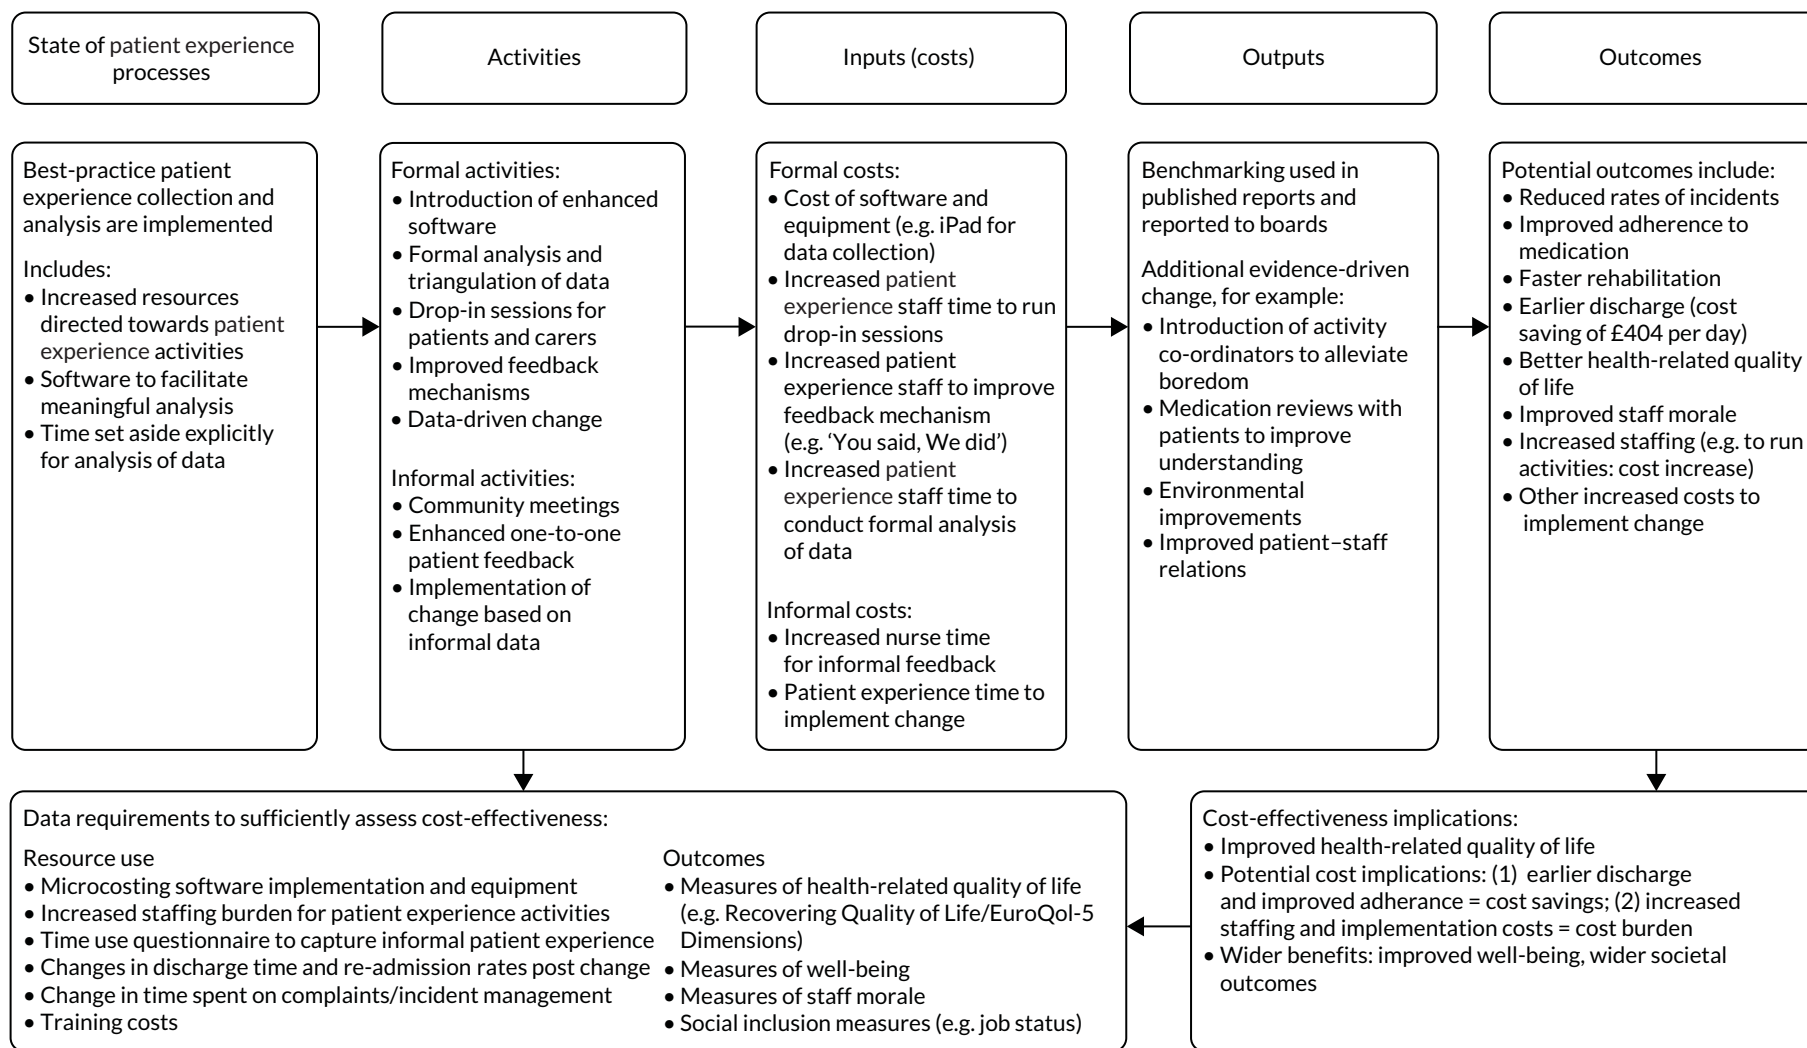 State of patient experience
processes
Activities
Inputs (costs)
Outputs
Outcomes
Best-practice patient
experience collection and
analysis are implemented
Includes:
• Increased resources
directed towards patient
experience activities
• Software to facilitate
meaningful analysis
• Time set aside explicitly
for analysis of data
Formal activities:
• Introduction of enhanced
software
• Formal analysis and
triangulation of data
• Drop-in sessions for
patients and carers
• Improved feedback
mechanisms
• Data-driven change
Informal activities:
• Community meetings
• Enhanced one-to-one
patient feedback
• Implementation of
change based on
informal data
Formal costs:
• Cost of software and
equipment (e.g. iPad for
data collection)
• Increased patient
experience staff time to run
drop-in sessions
• Increased patient
experience staff to improve
feedback mechanism
(e.g. ‘You said, We did’)
• Increased patient
experience staff time to
conduct formal analysis
of data
Informal costs:
• Increased nurse time
for informal feedback
• Patient experience time to
implement change
Benchmarking used in
published reports and
reported to boards
Additional evidence-driven
change, for example:
• Introduction of activity
co-ordinators to alleviate
boredom
• Medication reviews with
patients to improve
understanding
• Environmental
improvements
• Improved patient–staff
relations
Potential outcomes include:
• Reduced rates of incidents
• Improved adherence to
medication
• Faster rehabilitation
• Earlier discharge (cost
saving of £404 per day)
• Better health-related quality
of life
• Improved staff morale
• Increased staffing (e.g. to run
activities: cost increase)
• Other increased costs to
implement change
Data requirements to sufficiently assess cost-effectiveness:
Resource use
• Microcosting software implementation and equipment
• Increased staffing burden for patient experience activities
• Time use questionnaire to capture informal patient experience
• Changes in discharge time and re-admission rates post change
• Change in time spent on complaints/incident management
• Training costs
Outcomes
• Measures of health-related quality of life
(e.g. Recovering Quality of Life/EuroQol-5
Dimensions)
• Measures of well-being
• Measures of staff morale
• Social inclusion measures (e.g. job status)
Cost-effectiveness implications:
• Improved health-related quality of life
• Potential cost implications: (1) earlier discharge
and improved adherance = cost savings; (2) increased
staffing and implementation costs = cost burden
• Wider benefits: improved well-being, wider societal
outcomes